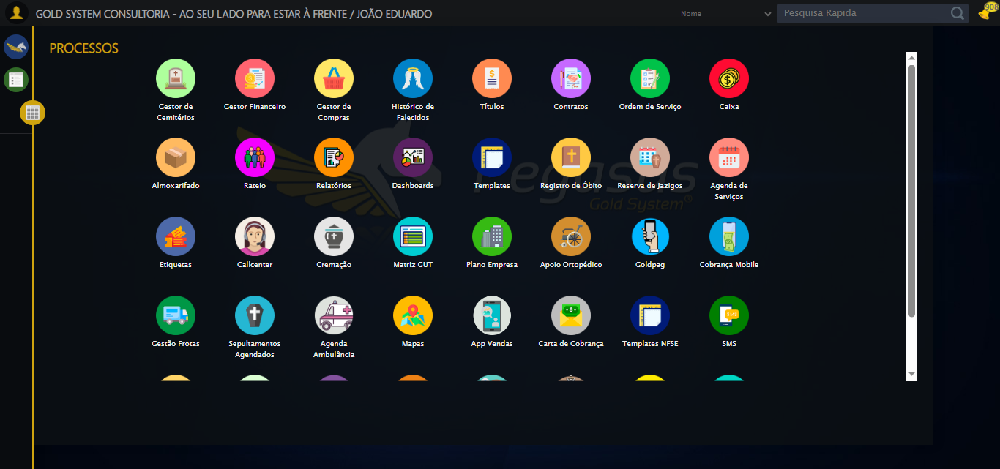 GOLD SYSTEM CONSULTORIA - AO SEU LADO PARA ESTAR À FRENTE / JOÃO EDUARDO
Nome
Pesquisa Rapida
908
PROCESSOS
Gestor de
Cemitérios
Gestor Financeiro
Gestor de
Compras
Histórico de
Falecidos
Títulos
Contratos
Ordem de Serviço
Caixa
Almoxarifado
Rateio
Relatórios
Dashboards
Templates
Registro de Óbito
Reserva de Jazigos
Agenda de
Serviços
Pegasus
Gold System®
Etiquetas
Callcenter
Cremação
Matriz GUT
Plano Empresa
Apoio Ortopédico
Goldpag
Cobrança Mobile
Gestão Frotas
Sepultamentos
Agendados
Agenda
Ambulância
Mapas
App Vendas
Carta de Cobrança
Templates NFSE
SMS
SMS